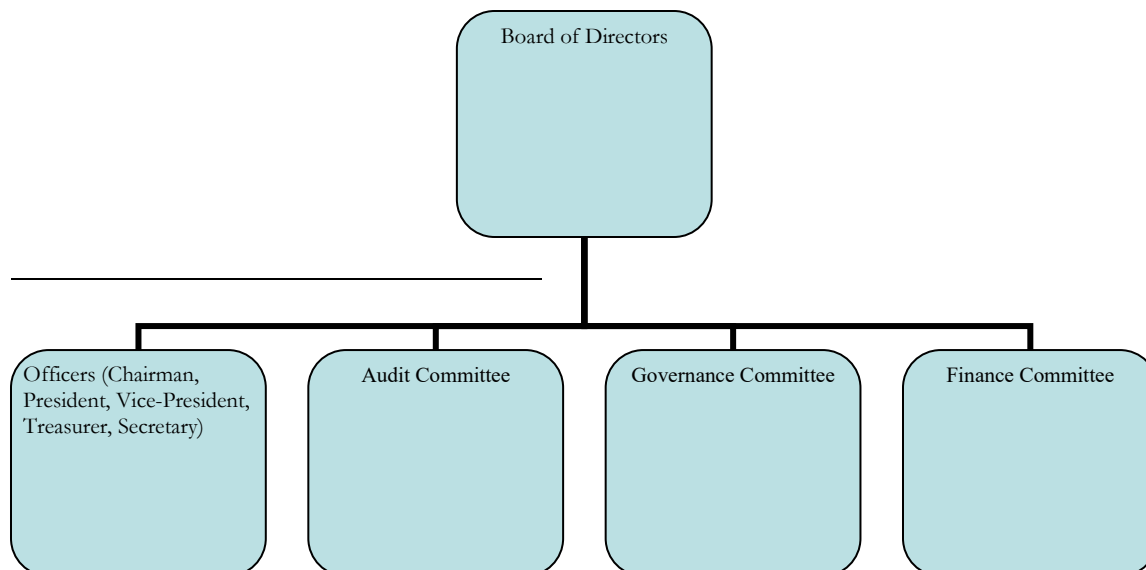 Board of Directors
Officers (Chairman,
President, Vice-President,
Treasurer, Secretary)
Audit Committee
Governance Committee
Finance Committee